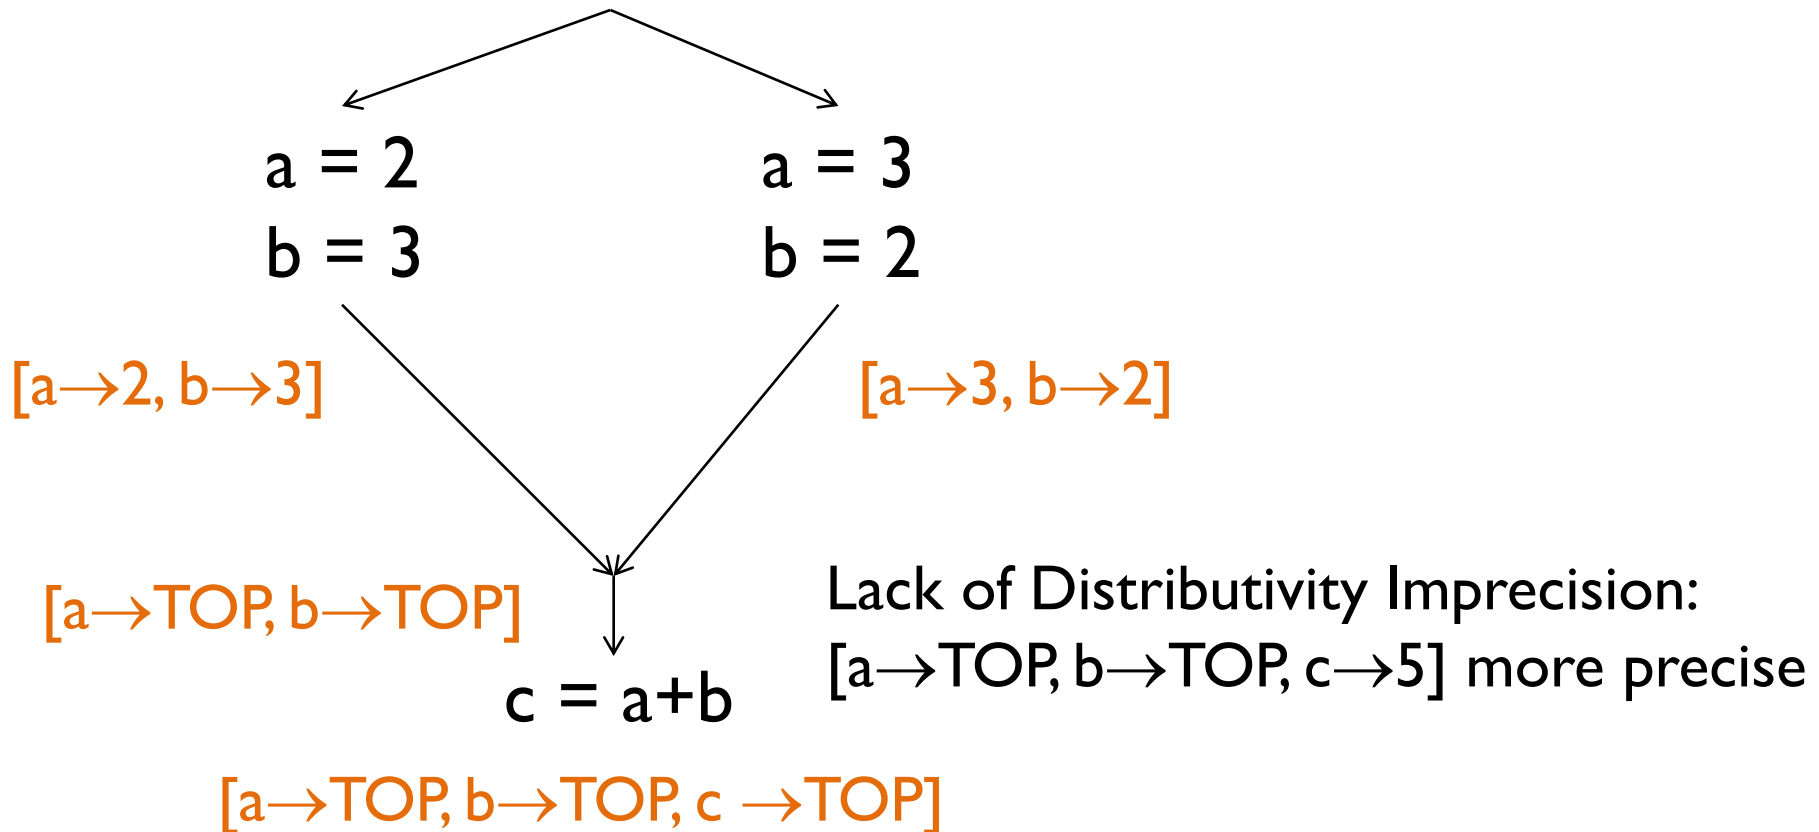 a = 2
b = 3
a = 3
b = 2
[a→2, b→3]
[a→3, b→2]
[a→TOP, b→TOP]
Lack of Distributivity Imprecision:
[a→TOP, b→TOP, c→5] more precise
c = a+b
[a→TOP, b→TOP, c →TOP]